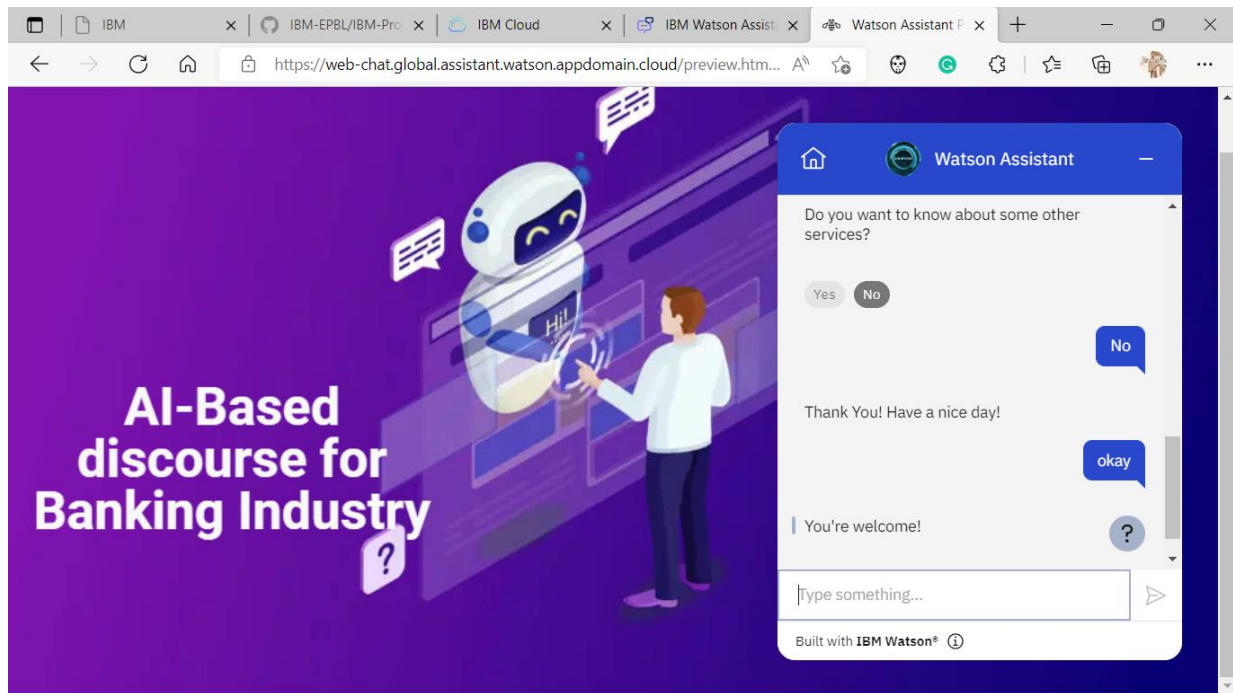 IBM
IBM-EPBL/IBM-Pro
IBM Cloud
IBM Watson Assist
Watson Assistant P
https://web-chat.global.assistant.watson.appdomain.cloud/preview.htm...
Watson Assistant
Do you want to know about some other
services?
Yes No
No
Thank You! Have a nice day!
okay
You're welcome!
?
Type something...
Built with IBM Watson®
Hi!
AI-Based
discourse for
Banking Industry
?